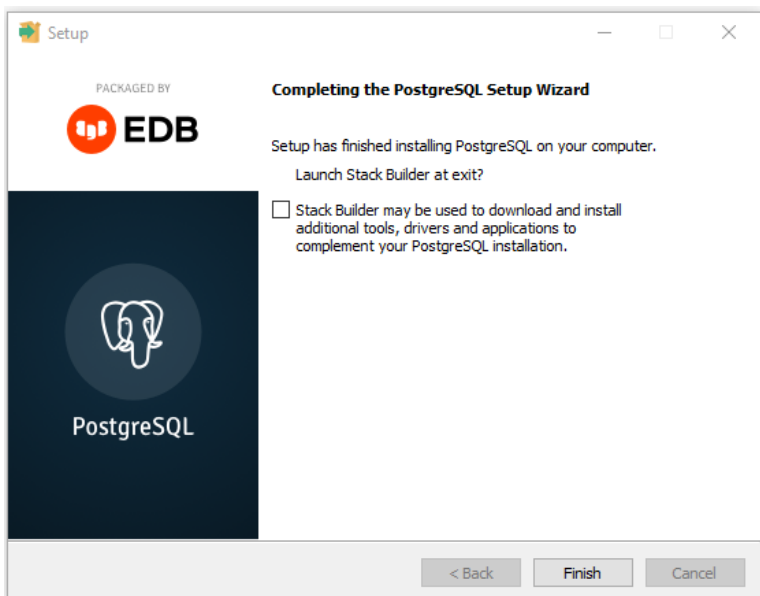 Setup
PACKAGED BY
EDB
PostgreSQL
Completing the PostgreSQL Setup Wizard
Setup has finished installing PostgreSQL on your computer.
Launch Stack Builder at exit?
Stack Builder may be used to download and install
additional tools, drivers and applications to
complement your PostgreSQL installation.
< Back
Finish
Cancel